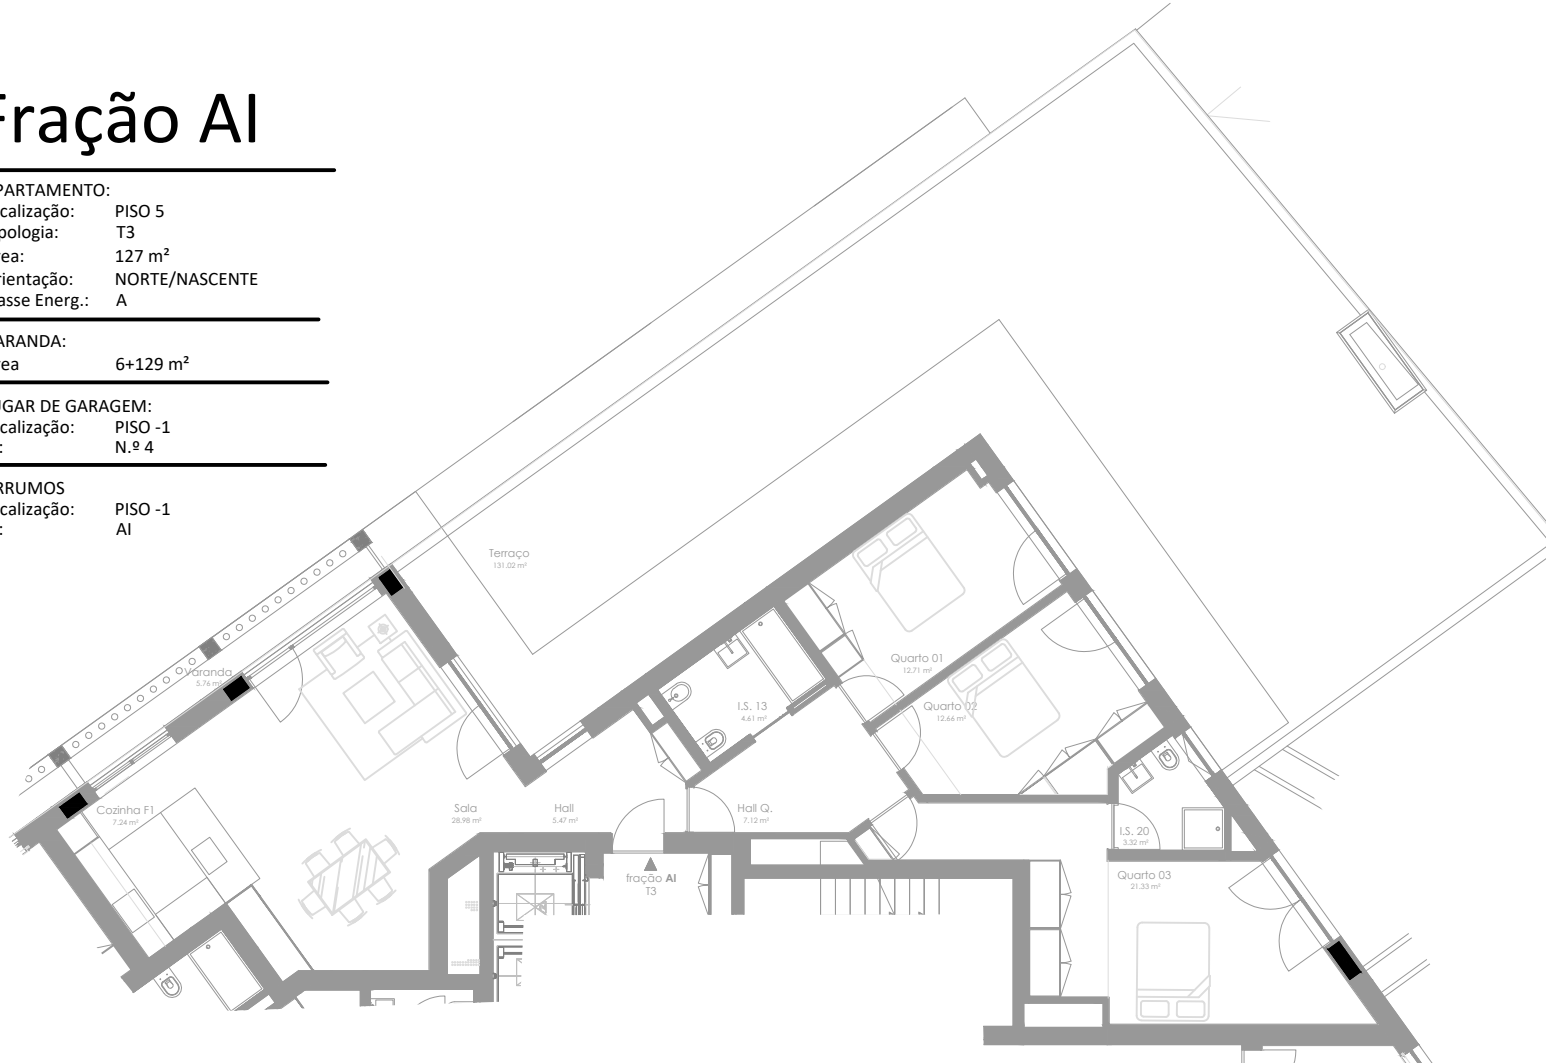 Fração AI
PARTAMENTO:
calização: PISO 5
pologia: T3
rea: 127 m²
rientação: NORTE/NASCENTE
asse Energ.: A
ARANDA:
rea 6+129 m²
UGAR DE GARAGEM:
calização: PISO -1
: N.º 4
RRUMOS
calização: PISO -1
: AI
Terraço
131.02 m²
Varanda
5.76 m²
Quarto 01
12.71 m²
I.S. 13
4.61 m²
Quarto 02
12.66 m²
Cozinha F1
7.24 m²
Sala
28.98 m²
Hall
5.47 m²
Hall Q.
7.12 m²
I.S. 20
3.32 m²
fração AI
T3
Quarto 03
21.33 m²